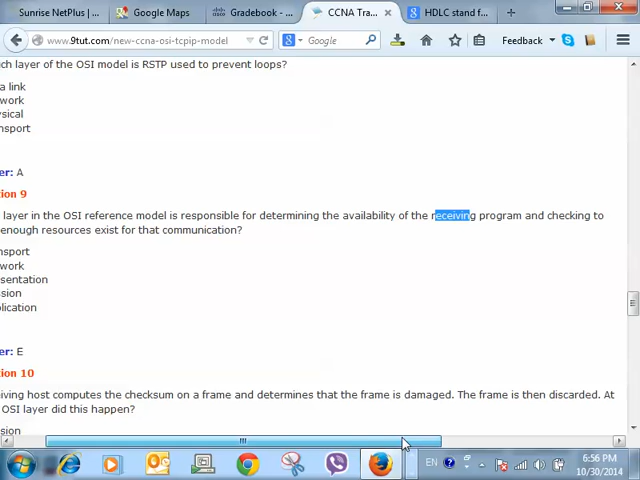 Sunrise NetPlus | ...
Google Maps
Gradebook - ...
CCNA Tra...
HDLC stand f...
www.9tut.com/new-ccna-osi-tcpip-model
Google
Feedback
ch layer of the OSI model is RSTP used to prevent loops?
a link
work
ysical
nsport
er: A
tion 9
layer in the OSI reference model is responsible for determining the availability of the receiving program and checking to
enough resources exist for that communication?
nsport
work
sentation
sion
plication
er: E
tion 10
iving host computes the checksum on a frame and determines that the frame is damaged. The frame is then discarded. At
OSI layer did this happen?
sion
EN
6:56 PM
10/30/2014